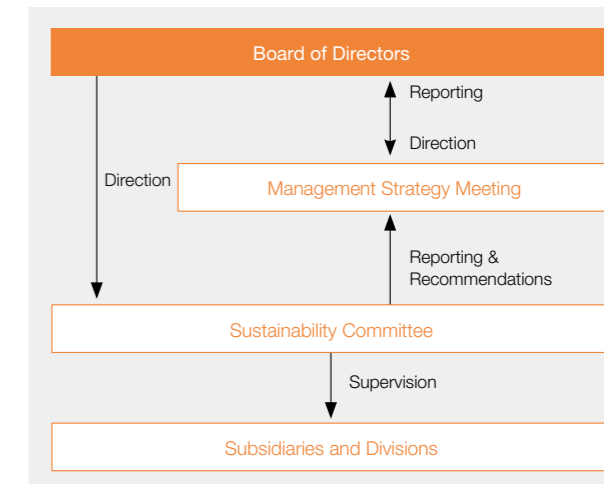 Board of Directors
Reporting
Direction
Direction
Management Strategy Meeting
Reporting &
Recommendations
Sustainability Committee
Supervision
Subsidiaries and Divisions